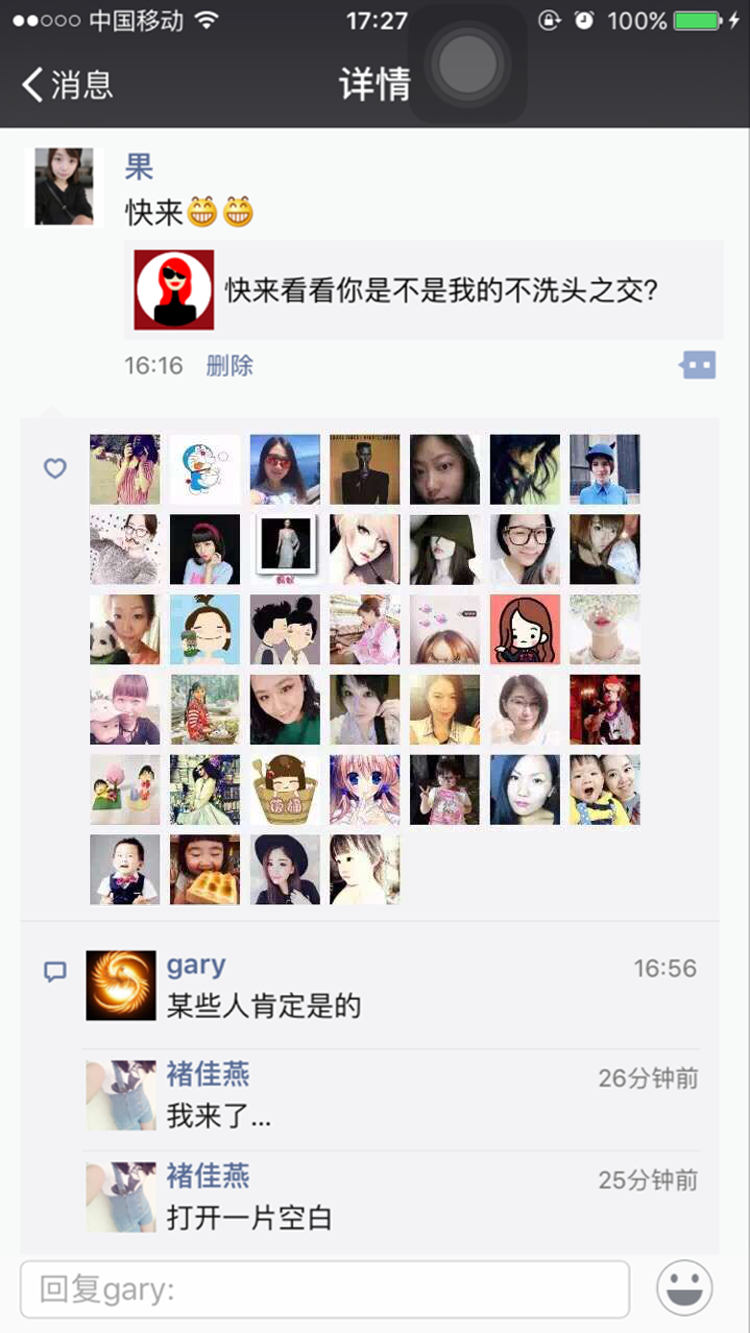 中国移动 17:27 100%
消息 详情
果
快来😁😁
快来看看你是不是我的不洗头之交?
16:16 删除
gary 16:56
某些人肯定是的
褚佳燕 26分钟前
我来了...
褚佳燕 25分钟前
打开一片空白
回复gary: